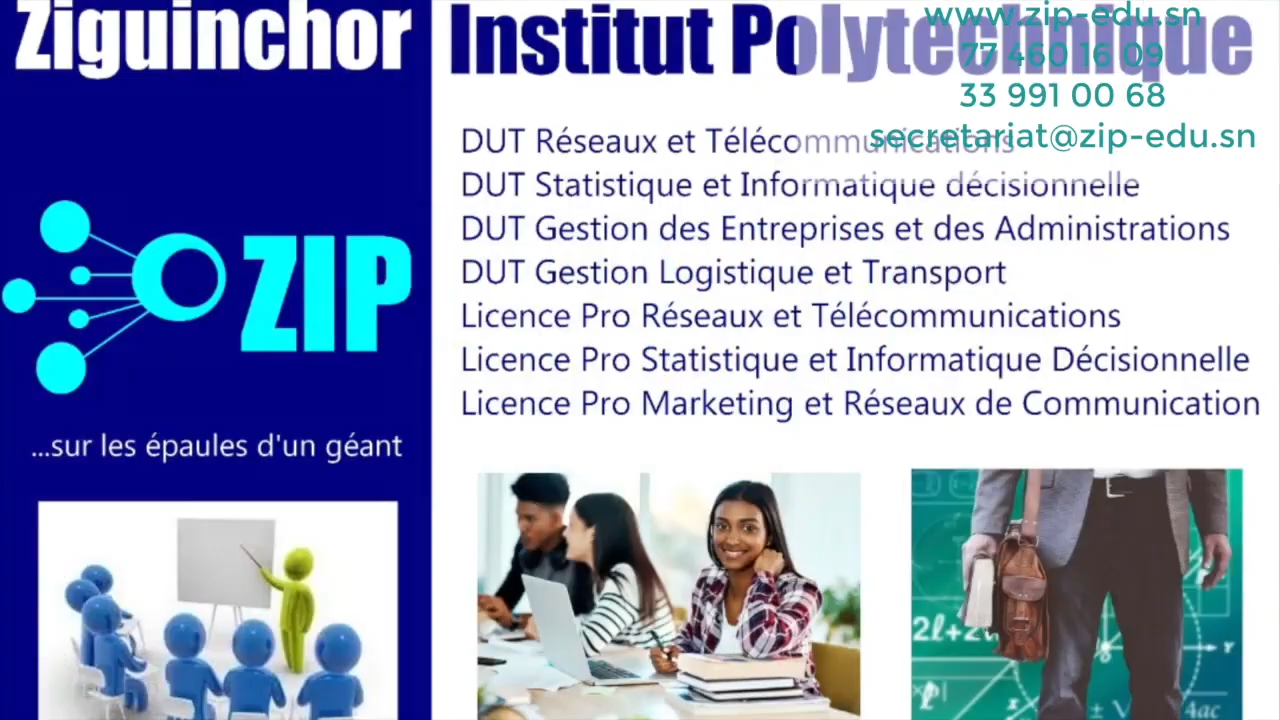 Ziguinchor
Institut Polytechnique
www.zip-edu.sn
77 460 16 09
33 991 00 68
secretariat@zip-edu.sn
DUT Réseaux et Télécommunications
DUT Statistique et Informatique décisionnelle
DUT Gestion des Entreprises et des Administrations
DUT Gestion Logistique et Transport
Licence Pro Réseaux et Télécommunications
Licence Pro Statistique et Informatique Décisionnelle
Licence Pro Marketing et Réseaux de Communication
ZIP
...sur les épaules d'un géant